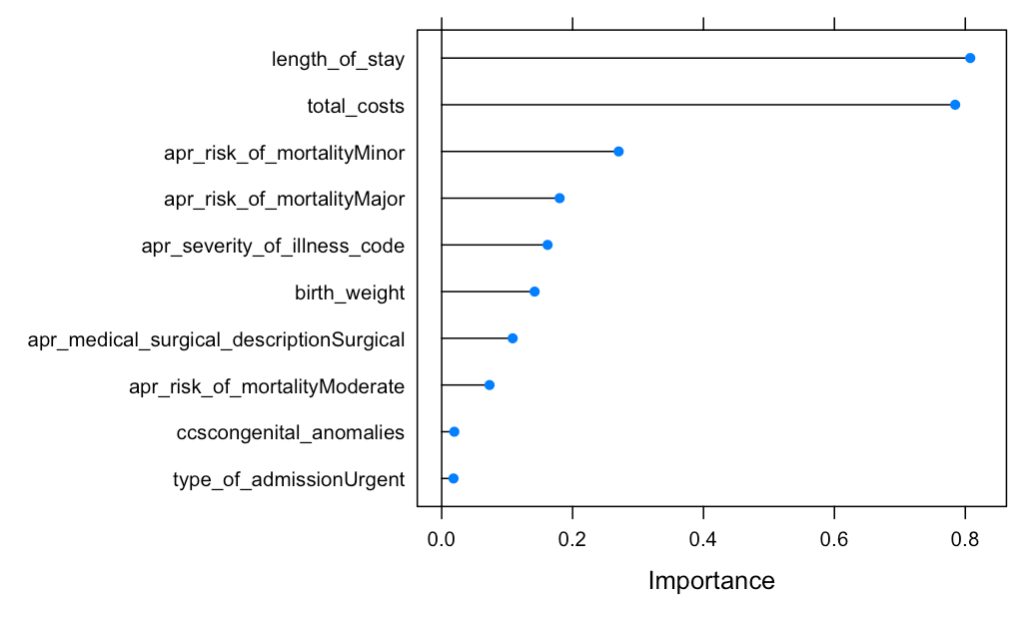 length_of_stay
total_costs
apr_risk_of_mortalityMinor
apr_risk_of_mortalityMajor
apr_severity_of_illness_code
birth_weight
apr_medical_surgical_descriptionSurgical
apr_risk_of_mortalityModerate
ccscongenital_anomalies
type_of_admissionUrgent
0.0 0.2 0.4 0.6 0.8
Importance